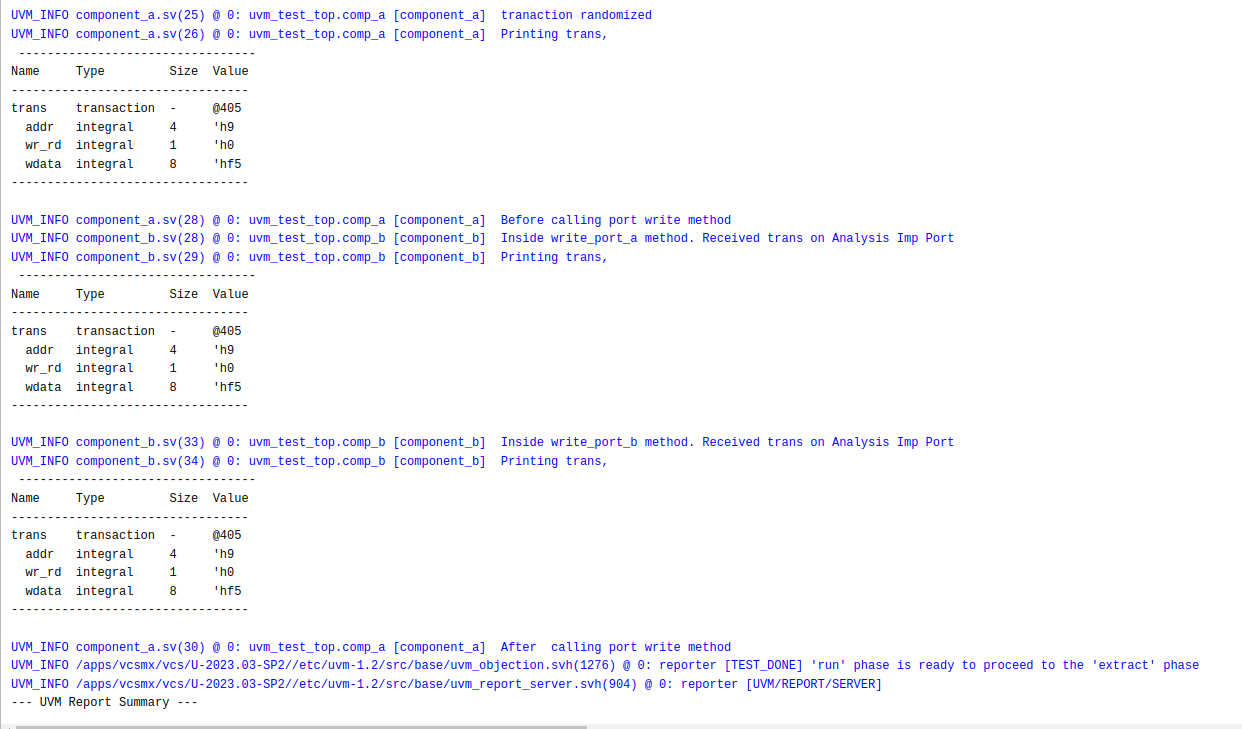 UVM_INFO component_a.sv(25) @ 0: uvm_test_top.comp_a [component_a]  tranaction randomized
UVM_INFO component_a.sv(26) @ 0: uvm_test_top.comp_a [component_a]  Printing trans,
 ---------------------------------
Name     Type         Size  Value
---------------------------------
trans    transaction  -     @405
  addr   integral     4     'h9
  wr_rd  integral     1     'h0
  wdata  integral     8     'hf5
---------------------------------

UVM_INFO component_a.sv(28) @ 0: uvm_test_top.comp_a [component_a]  Before calling port write method
UVM_INFO component_b.sv(28) @ 0: uvm_test_top.comp_b [component_b]  Inside write_port_a method. Received trans on Analysis Imp Port
UVM_INFO component_b.sv(29) @ 0: uvm_test_top.comp_b [component_b]  Printing trans,
 ---------------------------------
Name     Type         Size  Value
---------------------------------
trans    transaction  -     @405
  addr   integral     4     'h9
  wr_rd  integral     1     'h0
  wdata  integral     8     'hf5
---------------------------------

UVM_INFO component_b.sv(33) @ 0: uvm_test_top.comp_b [component_b]  Inside write_port_b method. Received trans on Analysis Imp Port
UVM_INFO component_b.sv(34) @ 0: uvm_test_top.comp_b [component_b]  Printing trans,
 ---------------------------------
Name     Type         Size  Value
---------------------------------
trans    transaction  -     @405
  addr   integral     4     'h9
  wr_rd  integral     1     'h0
  wdata  integral     8     'hf5
---------------------------------

UVM_INFO component_a.sv(30) @ 0: uvm_test_top.comp_a [component_a]  After  calling port write method
UVM_INFO /apps/vcsmx/vcs/U-2023.03-SP2//etc/uvm-1.2/src/base/uvm_objection.svh(1276) @ 0: reporter [TEST_DONE] 'run' phase is ready to proceed to the 'extract' phase
UVM_INFO /apps/vcsmx/vcs/U-2023.03-SP2//etc/uvm-1.2/src/base/uvm_report_server.svh(904) @ 0: reporter [UVM/REPORT/SERVER]
--- UVM Report Summary ---